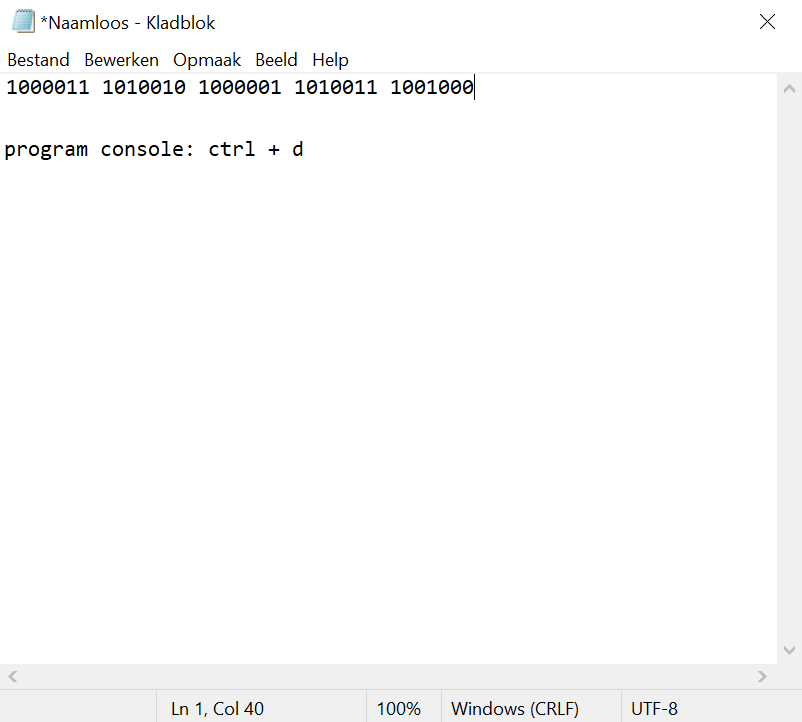 *Naamloos - Kladblok
Bestand Bewerken Opmaak Beeld Help
1000011 1010010 1000001 1010011 1001000
program console: ctrl + d
Ln 1, Col 40 100% Windows (CRLF) UTF-8